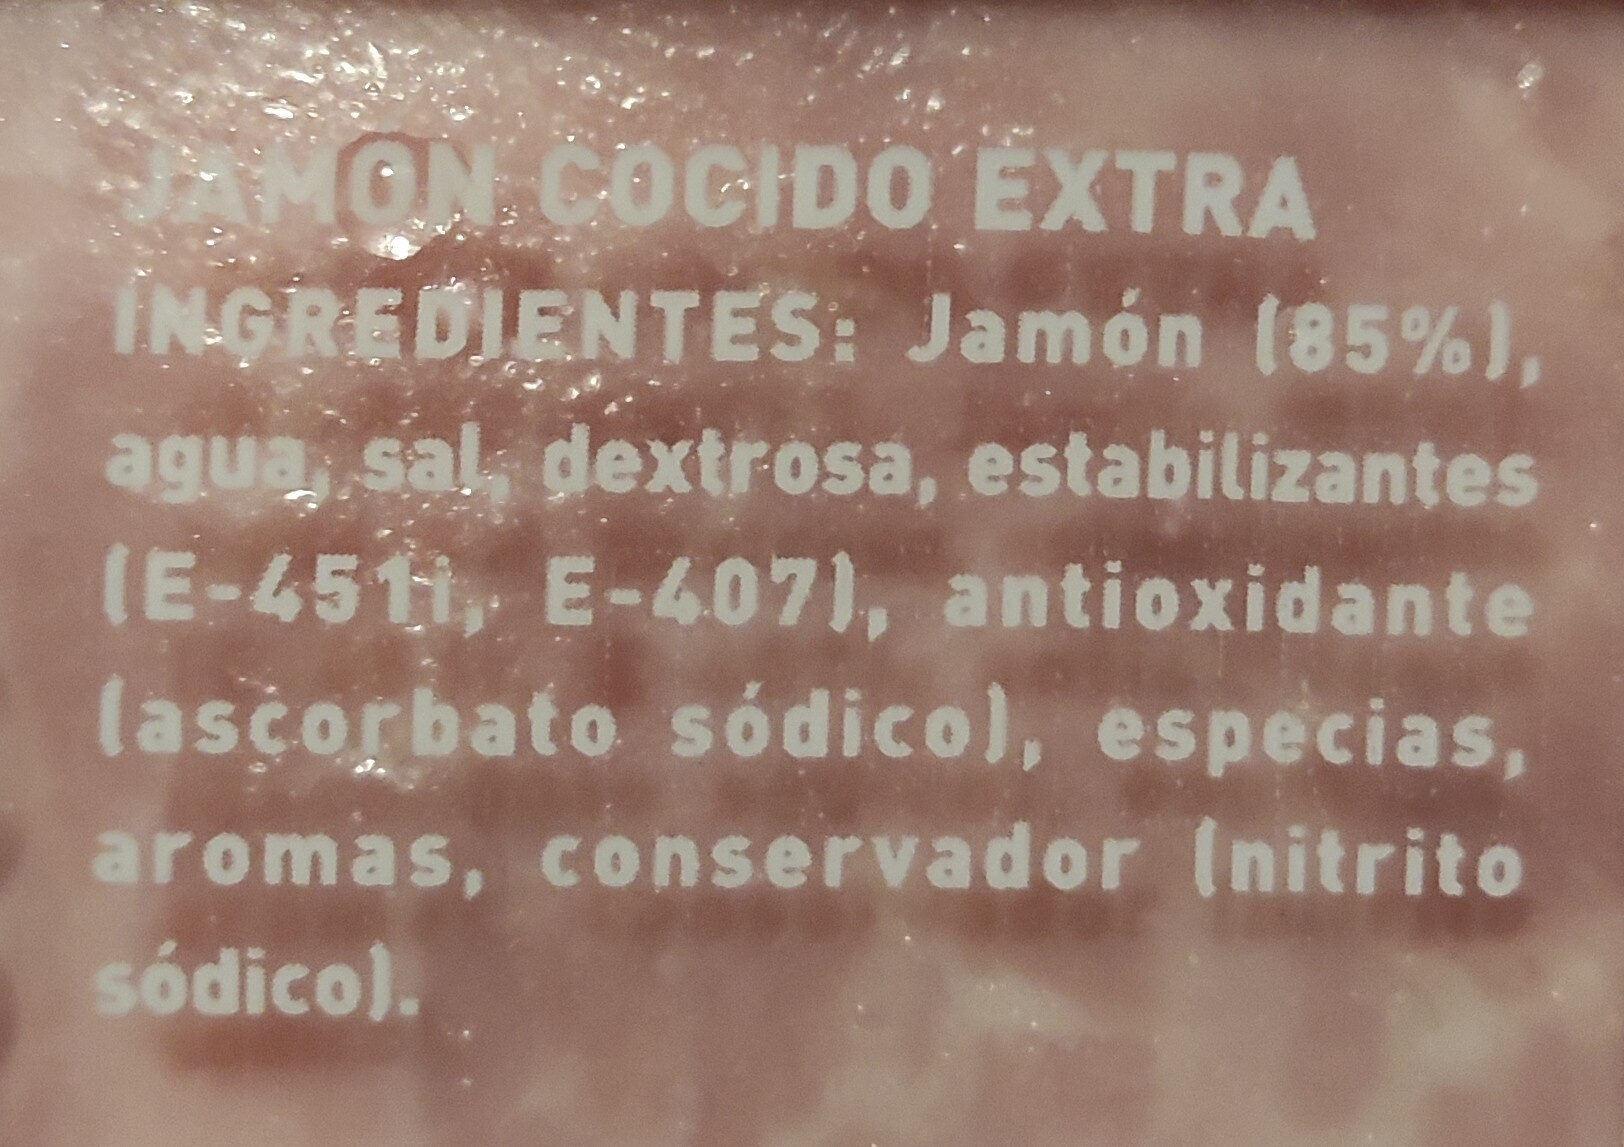 JAMON COCIDO EXTRA
INGREDIENTES: Jamón (85%),
agua, sal, dextrosa, estabilizantes
(E-451i, E-407), antioxidante
(ascorbato sódico), especias,
aromas, conservador (nitrito
sódico).